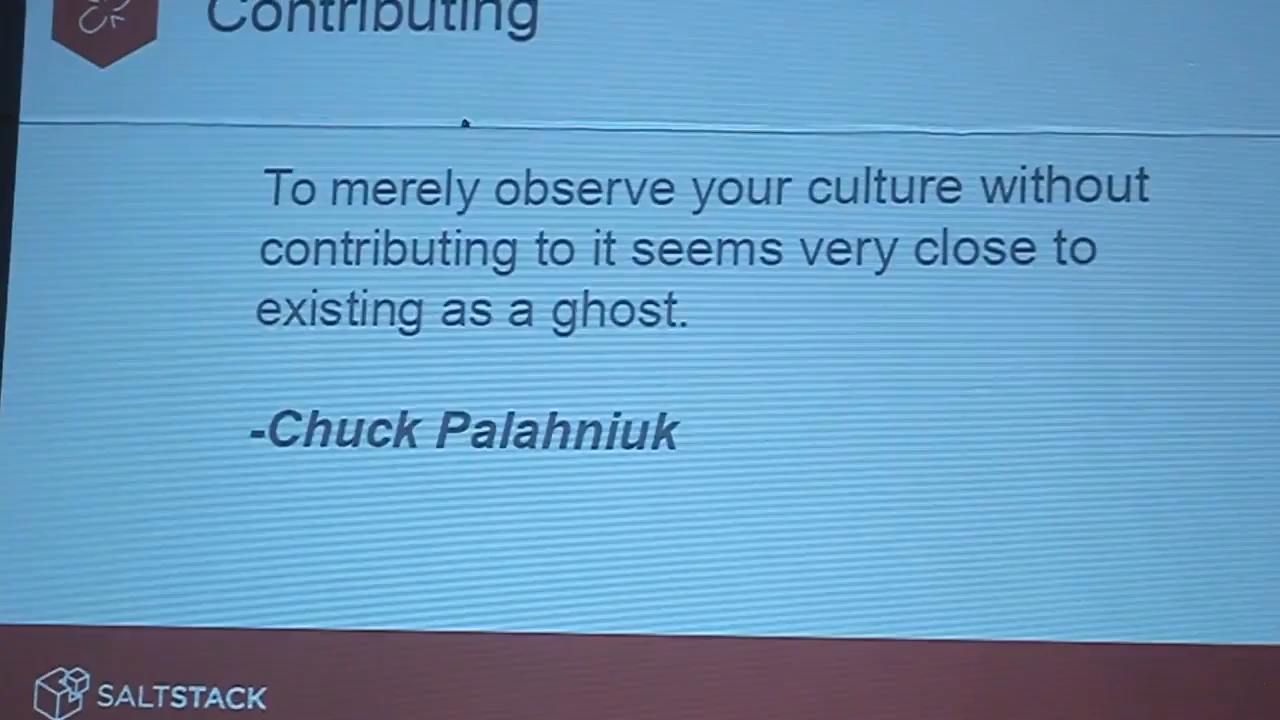 Contributing
To merely observe your culture without
contributing to it seems very close to
existing as a ghost.
-Chuck Palahniuk
SALTSTACK